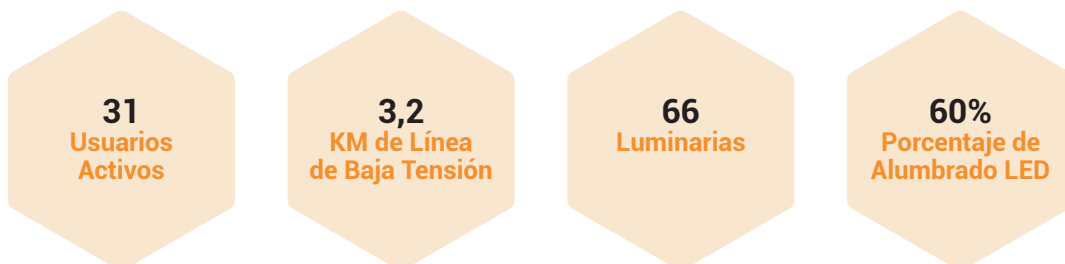 31
Usuarios
Activos
3,2
KM de Línea
de Baja Tensión
66
Luminarias
60%
Porcentaje de
Alumbrado LED